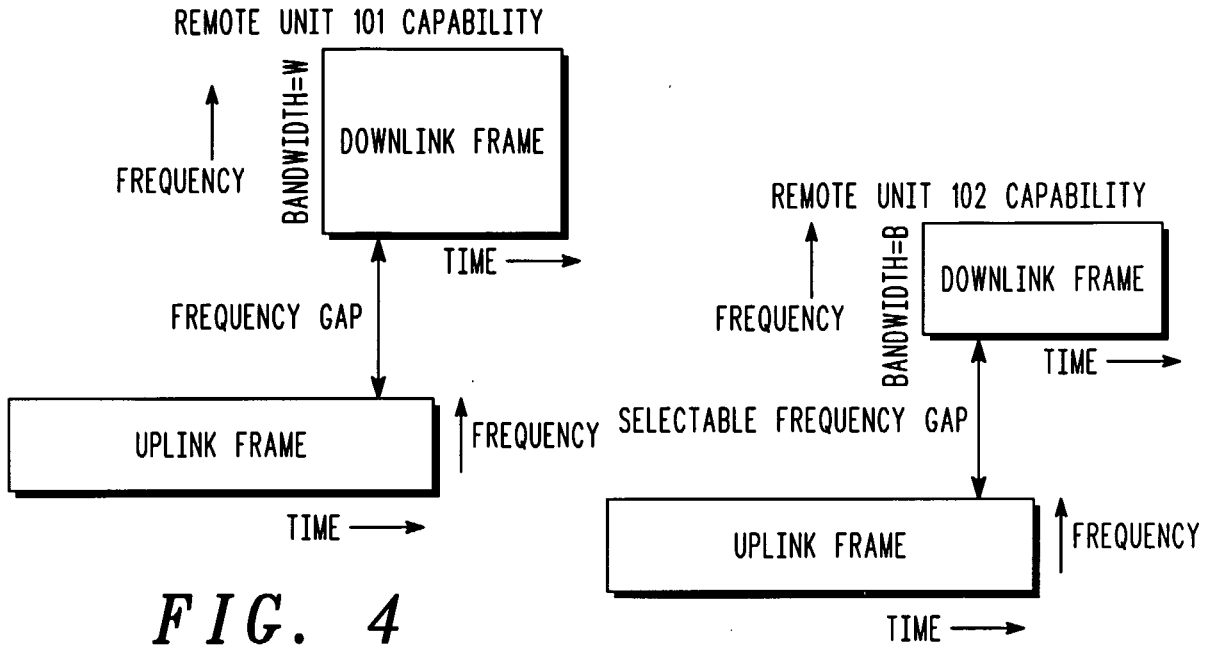 REMOTE UNIT 101 CAPABILITY
BANDWIDTH=W
DOWNLINK FRAME
FREQUENCY
TIME
FREQUENCY GAP
UPLINK FRAME
FREQUENCY
TIME
REMOTE UNIT 102 CAPABILITY
BANDWIDTH=B
DOWNLINK FRAME
FREQUENCY
TIME
SELECTABLE FREQUENCY GAP
UPLINK FRAME
FREQUENCY
TIME
FIG. 4